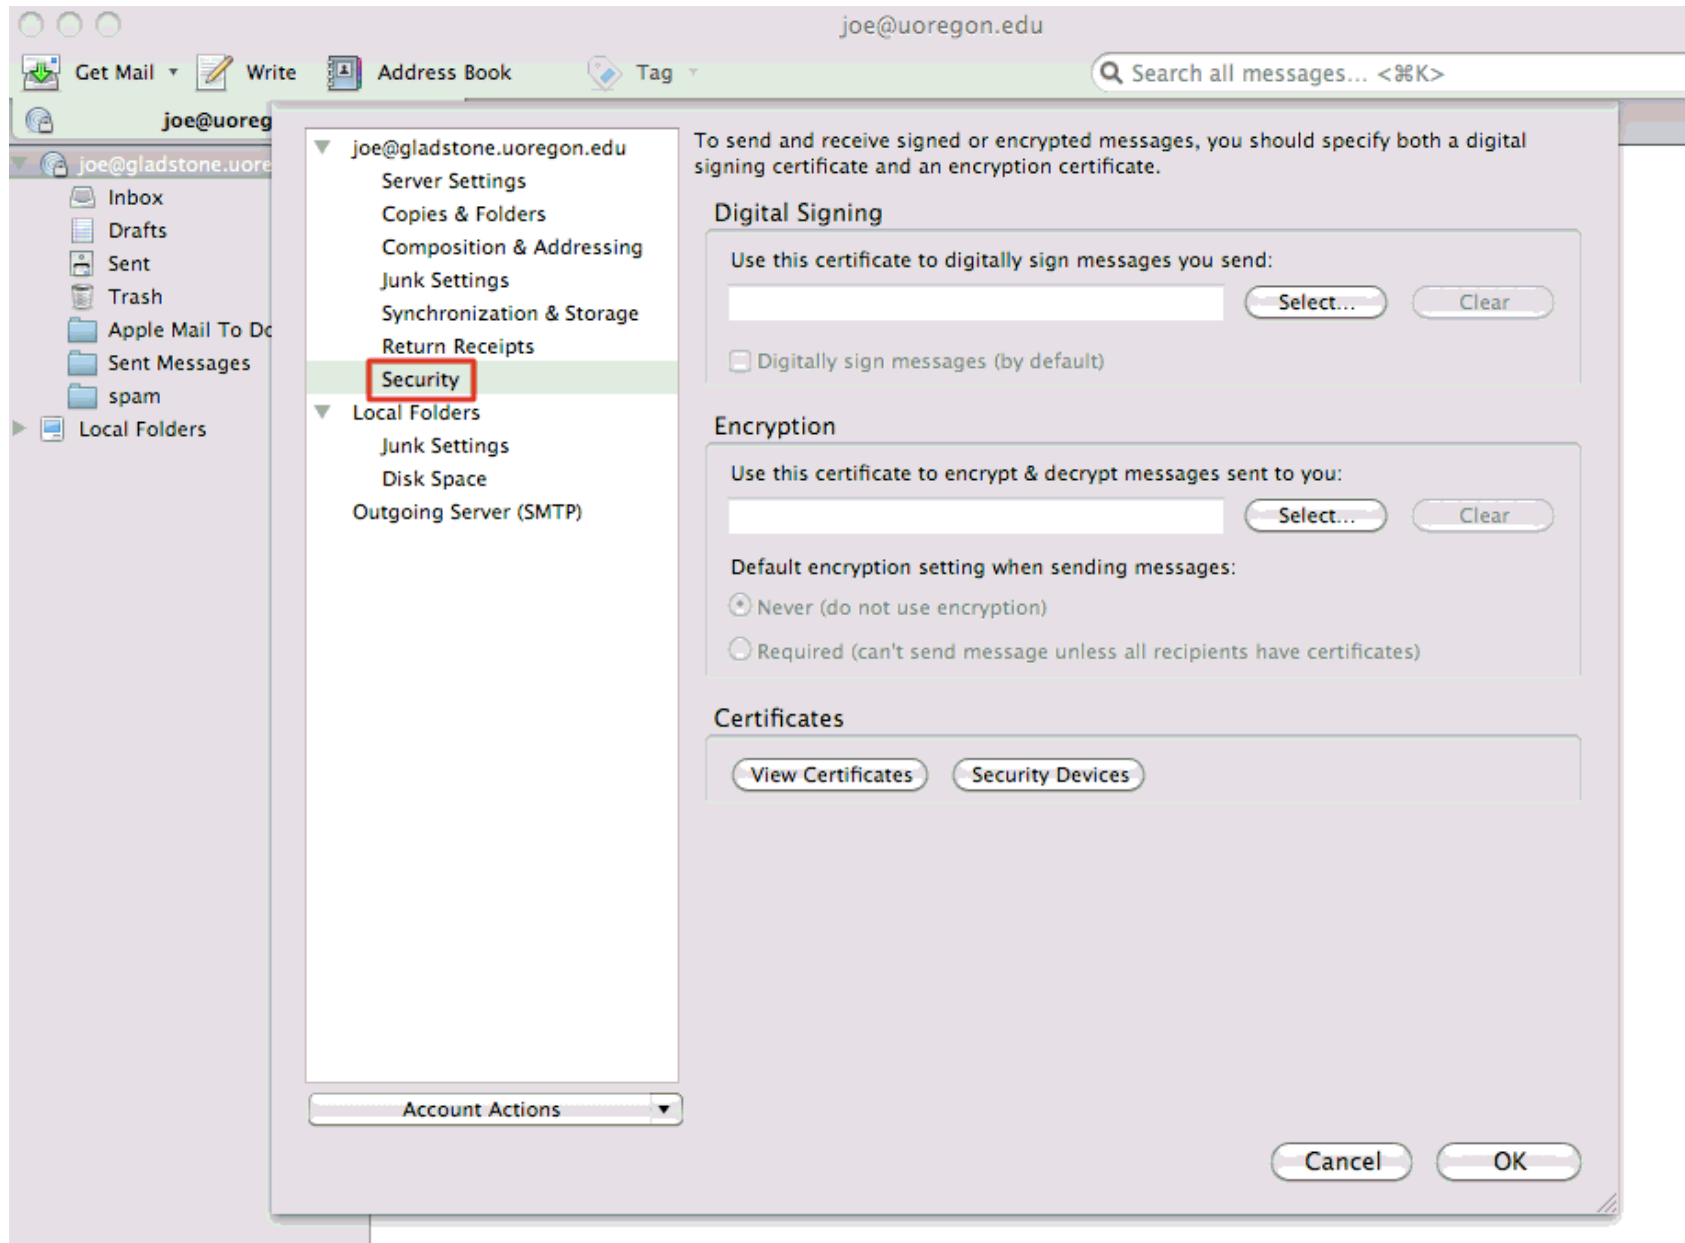 joe@uoregon.edu
Get Mail Write Address Book Tag Search all messages... <⌘K>
joe@uoreg
joe@gladstone.uore
Inbox
Drafts
Sent
Trash
Apple Mail To Do
Sent Messages
spam
Local Folders
joe@gladstone.uoregon.edu
Server Settings
Copies & Folders
Composition & Addressing
Junk Settings
Synchronization & Storage
Return Receipts
Security
Local Folders
Junk Settings
Disk Space
Outgoing Server (SMTP)
Account Actions
To send and receive signed or encrypted messages, you should specify both a digital
signing certificate and an encryption certificate.
Digital Signing
Use this certificate to digitally sign messages you send:
Select... Clear
Digitally sign messages (by default)
Encryption
Use this certificate to encrypt & decrypt messages sent to you:
Select... Clear
Default encryption setting when sending messages:
Never (do not use encryption)
Required (can't send message unless all recipients have certificates)
Certificates
View Certificates Security Devices
Cancel OK